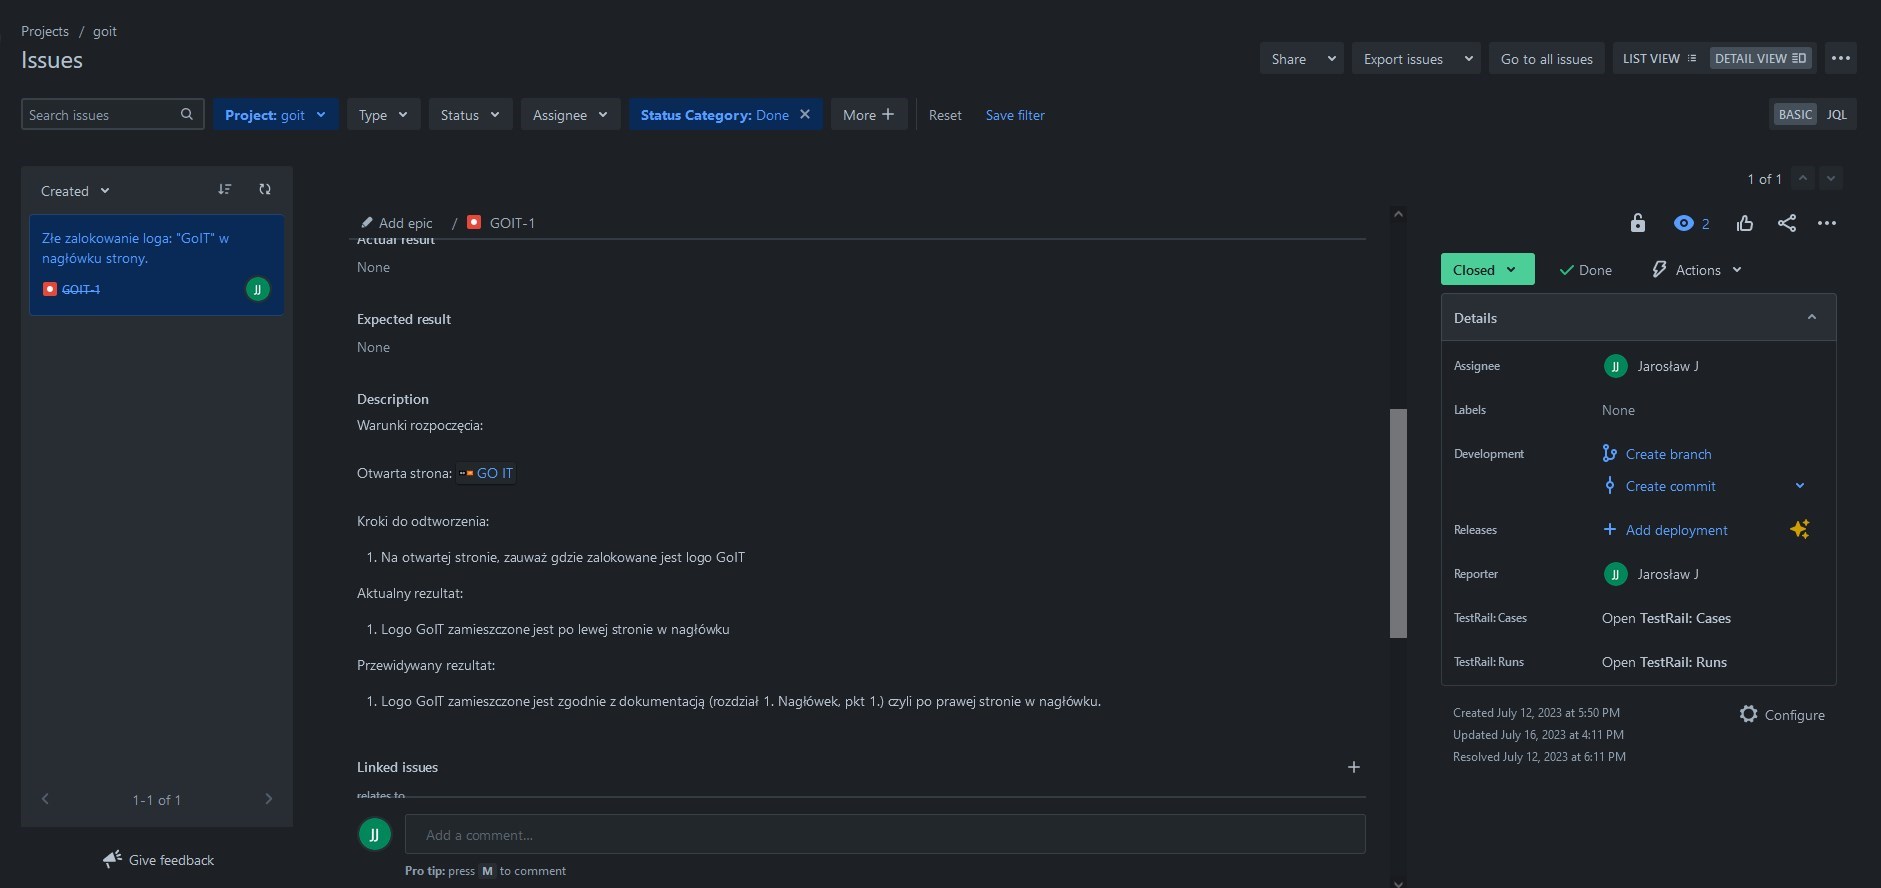 Projects / goit
Issues
Share
Export issues
Go to all issues
LIST VIEW
DETAIL VIEW
Search issues
Project: goit
Type
Status
Assignee
Status Category: Done
More
Reset
Save filter
BASIC
JQL
Created
Złe zalokowanie loga: "GoIT" w
nagłówku strony.
GOIT-1
JJ
1-1 of 1
Give feedback
1 of 1
Add epic / GOIT-1
Actual result
None
Expected result
None
Description
Warunki rozpoczęcia:
Otwarta strona: GO IT
Kroki do odtworzenia:
1. Na otwartej stronie, zauważ gdzie zalokowane jest logo GoIT
Aktualny rezultat:
1. Logo GoIT zamieszczone jest po lewej stronie w nagłówku
Przewidywany rezultat:
1. Logo GoIT zamieszczone jest zgodnie z dokumentacją (rozdział 1. Nagłówek, pkt 1.) czyli po prawej stronie w nagłówku.
Linked issues
relates to
JJ
Add a comment...
Pro tip: press M to comment
2
Closed
Done
Actions
Details
Assignee
JJ Jarosław J
Labels
None
Development
Create branch
Create commit
Releases
Add deployment
Reporter
JJ Jarosław J
TestRail: Cases
Open TestRail: Cases
TestRail: Runs
Open TestRail: Runs
Created July 12, 2023 at 5:50 PM
Configure
Updated July 16, 2023 at 4:11 PM
Resolved July 12, 2023 at 6:11 PM